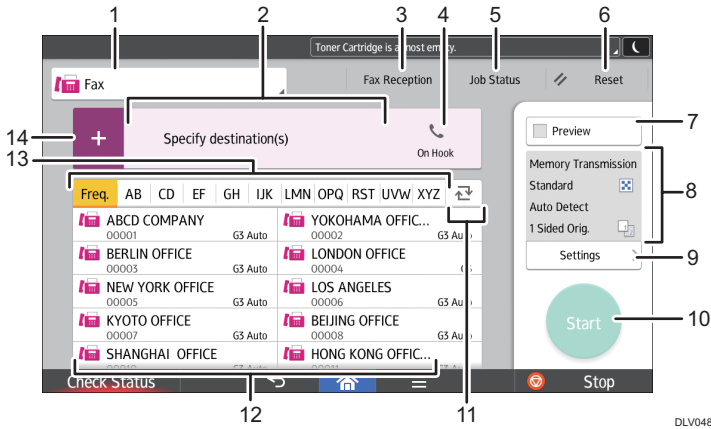 1
2
3
4
5
6
Toner Cartridge is almost empty.
Fax
Fax Reception
Job Status
Reset
14
Specify destination(s)
On Hook
Preview
7
13
Memory Transmission
Standard
Auto Detect
1 Sided Orig.
8
Freq. AB CD EF GH IJK LMN OPQ RST UVW XYZ
ABCD COMPANY
00001 G3 Auto
YOKOHAMA OFFIC...
00002 G3 Auto
BERLIN OFFICE
00003 G3 Auto
LONDON OFFICE
00004
NEW YORK OFFICE
00005 G3 Auto
LOS ANGELES
00006 G3 Auto
KYOTO OFFICE
00007 G3 Auto
BEIJING OFFICE
00008 G3 Auto
SHANGHAI OFFICE
HONG KONG OFFIC...
Settings
9
Start
10
Check Status
Stop
12
11
DLV048